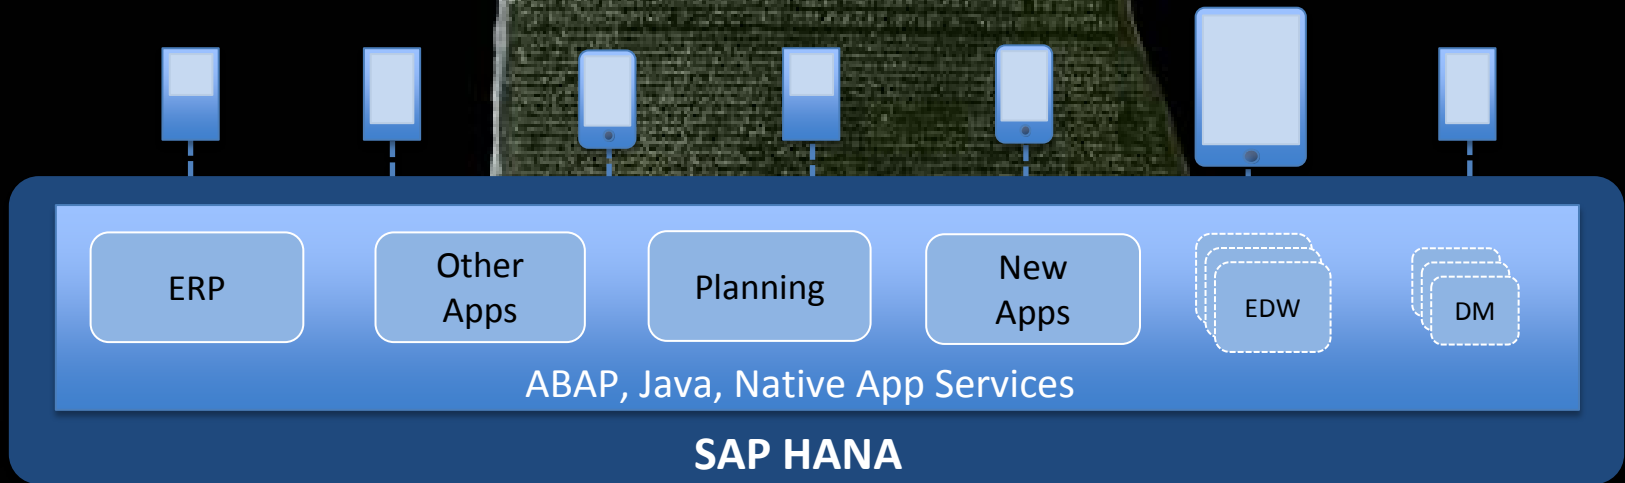 ERP
Other
Apps
Planning
New
Apps
EDW
DM
ABAP, Java, Native App Services
SAP HANA